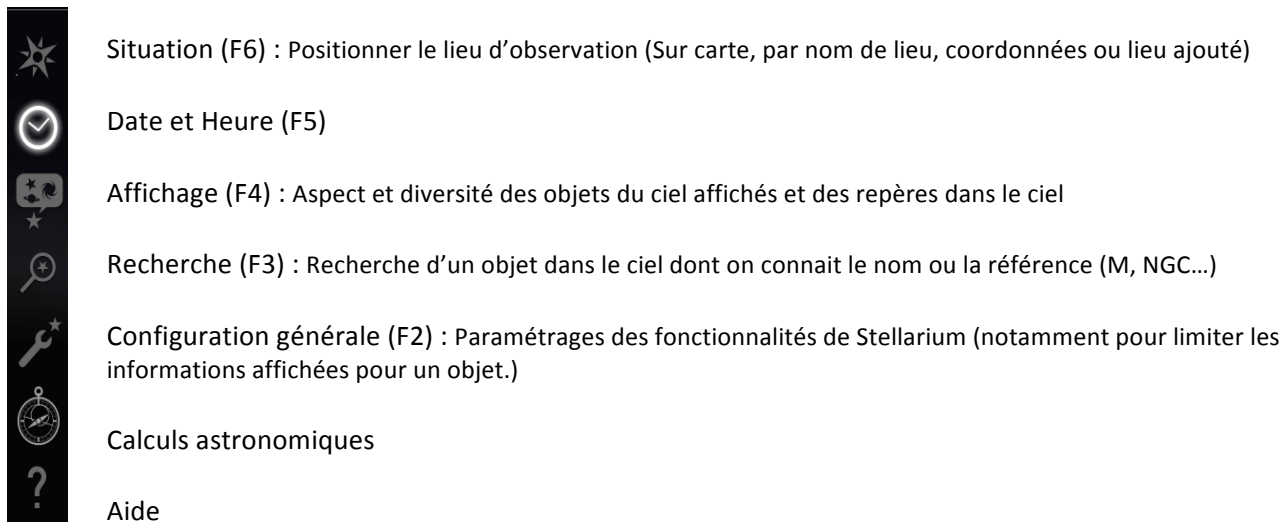 Situation (F6) : Positionner le lieu d’observation (Sur carte, par nom de lieu, coordonnées ou lieu ajouté)
Date et Heure (F5)
Affichage (F4) : Aspect et diversité des objets du ciel affichés et des repères dans le ciel
Recherche (F3) : Recherche d’un objet dans le ciel dont on connait le nom ou la référence (M, NGC…)
Configuration générale (F2) : Paramétrages des fonctionnalités de Stellarium (notamment pour limiter les
informations affichées pour un objet.)
Calculs astronomiques
?
Aide